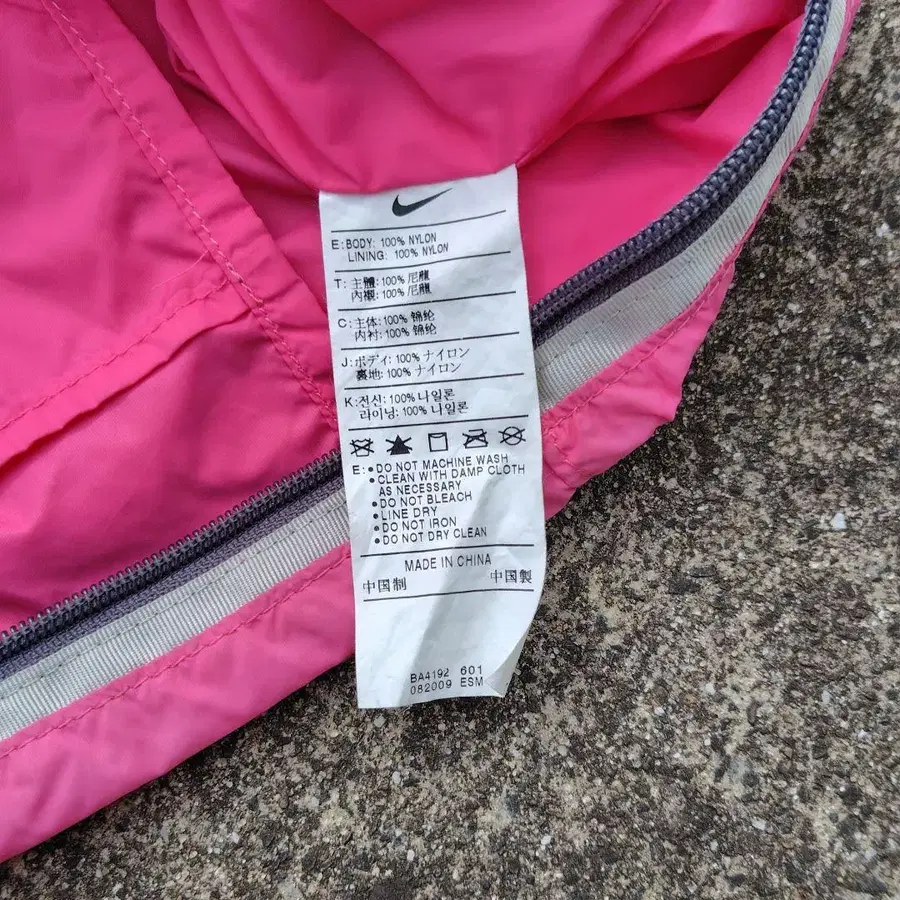 E: BODY: 100% NYLON
LINING: 100% NYLON
T: 主體: 100% 尼龍
內襯: 100% 尼龍
C: 主体: 100% 锦纶
内衬: 100% 锦纶
J: ボディ: 100% ナイロン
裏地: 100% ナイロン
K: 전신: 100% 나일론
라이닝: 100% 나일론
E: • DO NOT MACHINE WASH
• CLEAN WITH DAMP CLOTH
AS NECESSARY
• DO NOT BLEACH
• LINE DRY
• DO NOT IRON
• DO NOT DRY CLEAN
MADE IN CHINA
中国制 中国製
BA4192 601
082009 ESM